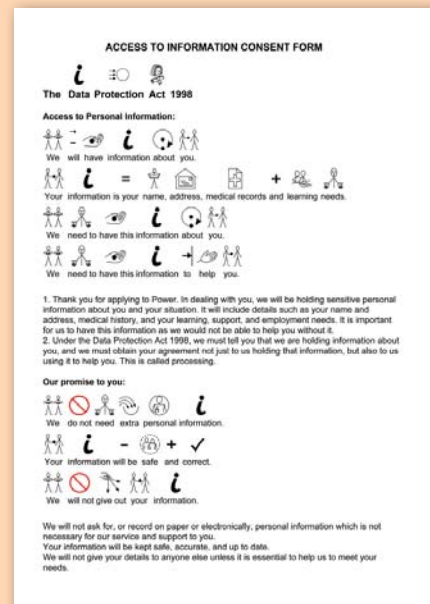 ACCESS TO INFORMATION CONSENT FORM
The Data Protection Act 1998
Access to Personal Information:
We will have information about you.
Your information is your name, address, medical records and learning needs.
We need to have this information about you.
We need to have this information to help you.
1. Thank you for applying to Power. In dealing with you, we will be holding sensitive personal
information about you and your situation. It will include details such as your name and
address, medical history, and your learning, support, and employment needs. It is important
for us to have this information as we would not be able to help you without it.
2. Under the Data Protection Act 1998, we must tell you that we are holding information about
you, and we must obtain your agreement not just to us holding that information, but also to us
using it to help you. This is called processing.
Our promise to you:
We do not need extra personal information.
Your information will be safe and correct.
We will not give out your information.
We will not ask for, or record on paper or electronically, personal information which is not
necessary for our service and support to you.
Your information will be kept safe, accurate, and up to date.
We will not give your details to anyone else unless it is essential to help us to meet your
needs.